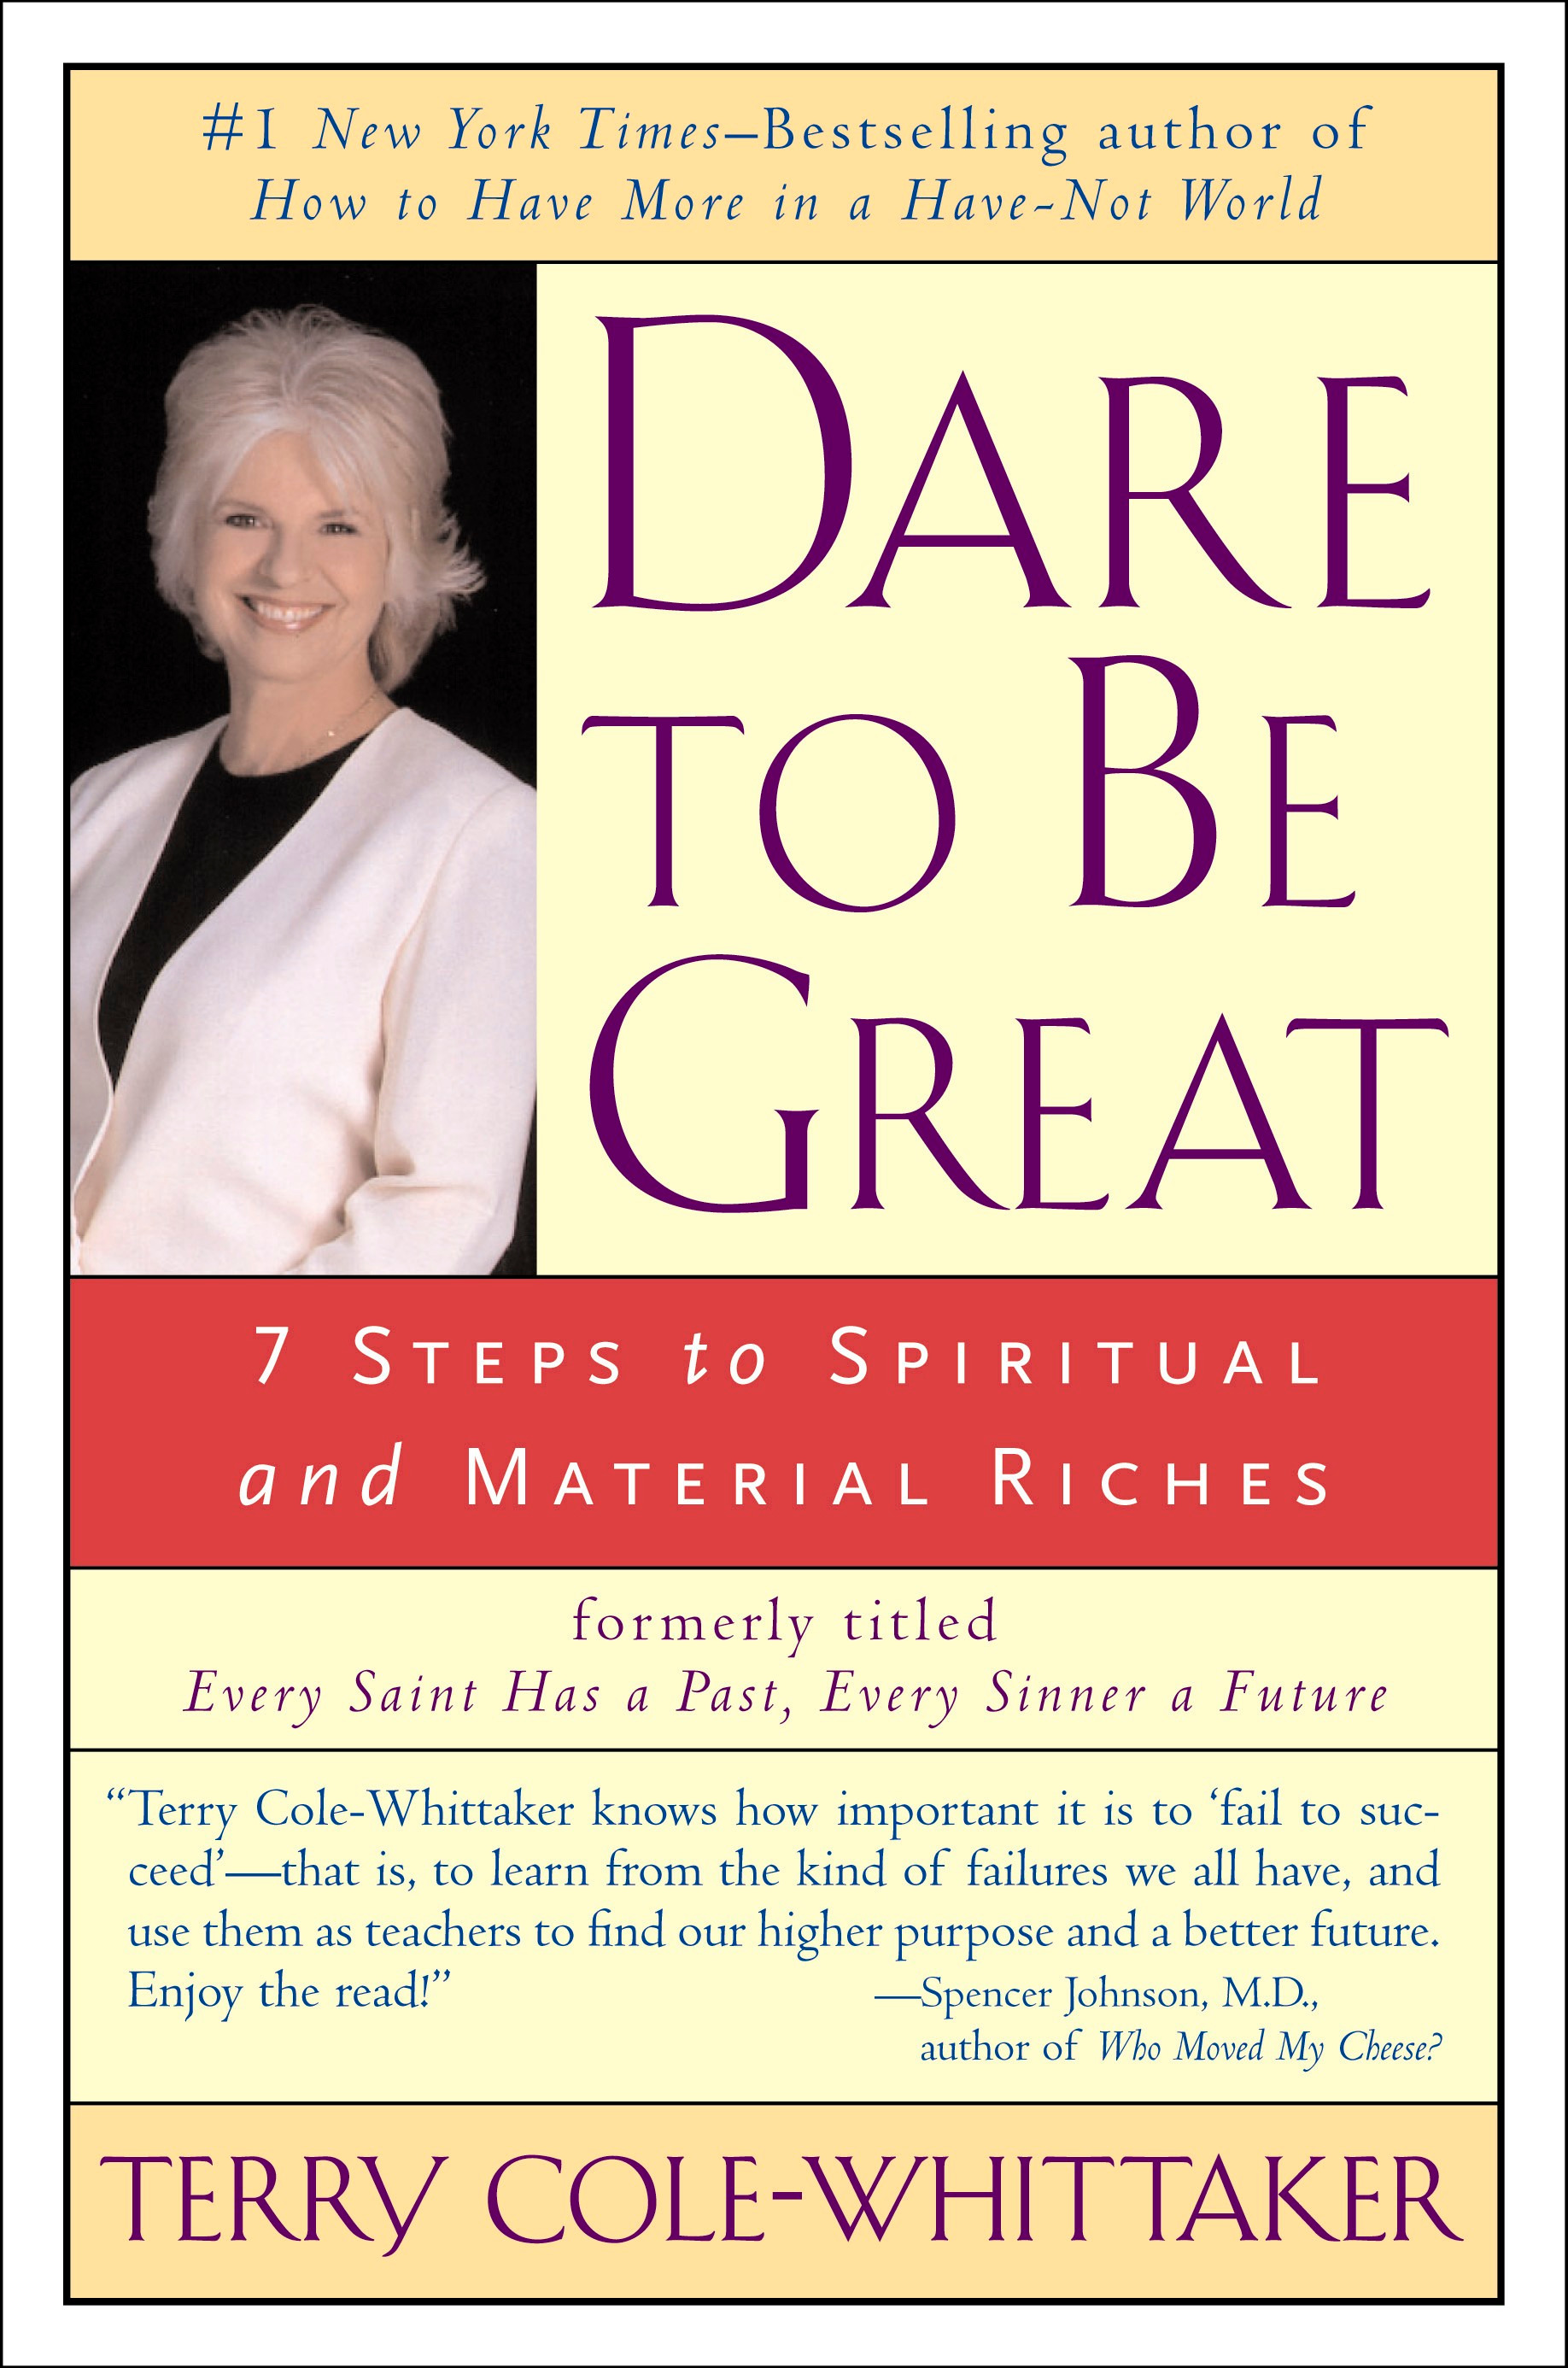 #1 New York Times–Bestselling author of
How to Have More in a Have-Not World
DARE
TO BE
GREAT
7 STEPS to SPIRITUAL
and MATERIAL RICHES
formerly titled
Every Saint Has a Past, Every Sinner a Future
“Terry Cole-Whittaker knows how important it is to ‘fail to suc-
ceed’—that is, to learn from the kind of failures we all have, and
use them as teachers to find our higher purpose and a better future.
Enjoy the read!” —Spencer Johnson, M.D.,
author of Who Moved My Cheese?
TERRY COLE-WHITTAKER